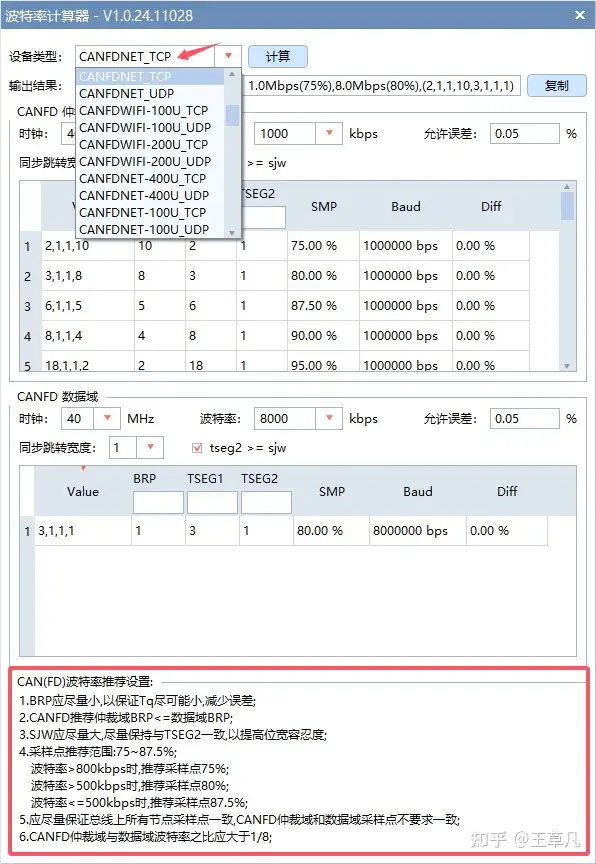 波特率计算器 - V1.0.24.11028
设备类型: CANFDNET_TCP 计算
CANFDNET_TCP
CANFDNET_UDP
CANFDWIFI-100U_TCP
CANFDWIFI-100U_UDP
CANFDWIFI-200U_TCP
CANFDWIFI-200U_UDP
CANFDNET-400U_TCP
CANFDNET-400U_UDP
CANFDNET-100U_TCP
CANFDNET-100U_UDP
输出结果: 1.0Mbps(75%),8.0Mbps(80%),(2,1,1,10,3,1,1,1) 复制
CANFD
时钟: 1000 kbps 允许误差: 0.05 %
同步跳转宽 >= sjw
TSEG2 SMP Baud Diff
1 2,1,1,10 10 2 1 75.00 % 1000000 bps 0.00 %
2 3,1,1,8 8 3 1 80.00 % 1000000 bps 0.00 %
3 6,1,1,5 5 6 1 87.50 % 1000000 bps 0.00 %
4 8,1,1,4 4 8 1 90.00 % 1000000 bps 0.00 %
5 18,1,1,2 2 18 1 95.00 % 1000000 bps 0.00 %
CANFD 数据域
时钟: 40 MHz 波特率: 8000 kbps 允许误差: 0.05 %
同步跳转宽度: 1 tseg2 >= sjw
Value BRP TSEG1 TSEG2 SMP Baud Diff
1 3,1,1,1 1 3 1 80.00 % 8000000 bps 0.00 %
CAN(FD)波特率推荐设置:
1.BRP应尽量小,以保证Tq尽可能小,减少误差;
2.CANFD推荐仲裁域BRP<=数据域BRP;
3.SJW应尽量大,尽量保持与TSEG2一致,以提高位宽容忍度;
4.采样点推荐范围:75~87.5%;
波特率>800kbps时,推荐采样点75%;
波特率>500kbps时,推荐采样点80%;
波特率<=500kbps时,推荐采样点87.5%;
5.应尽量保证总线上所有节点采样点一致,CANFD仲裁域和数据域采样点不要求一致;
6.CANFD仲裁域与数据域波特率之比应大于1/8;
知乎 @王草凡